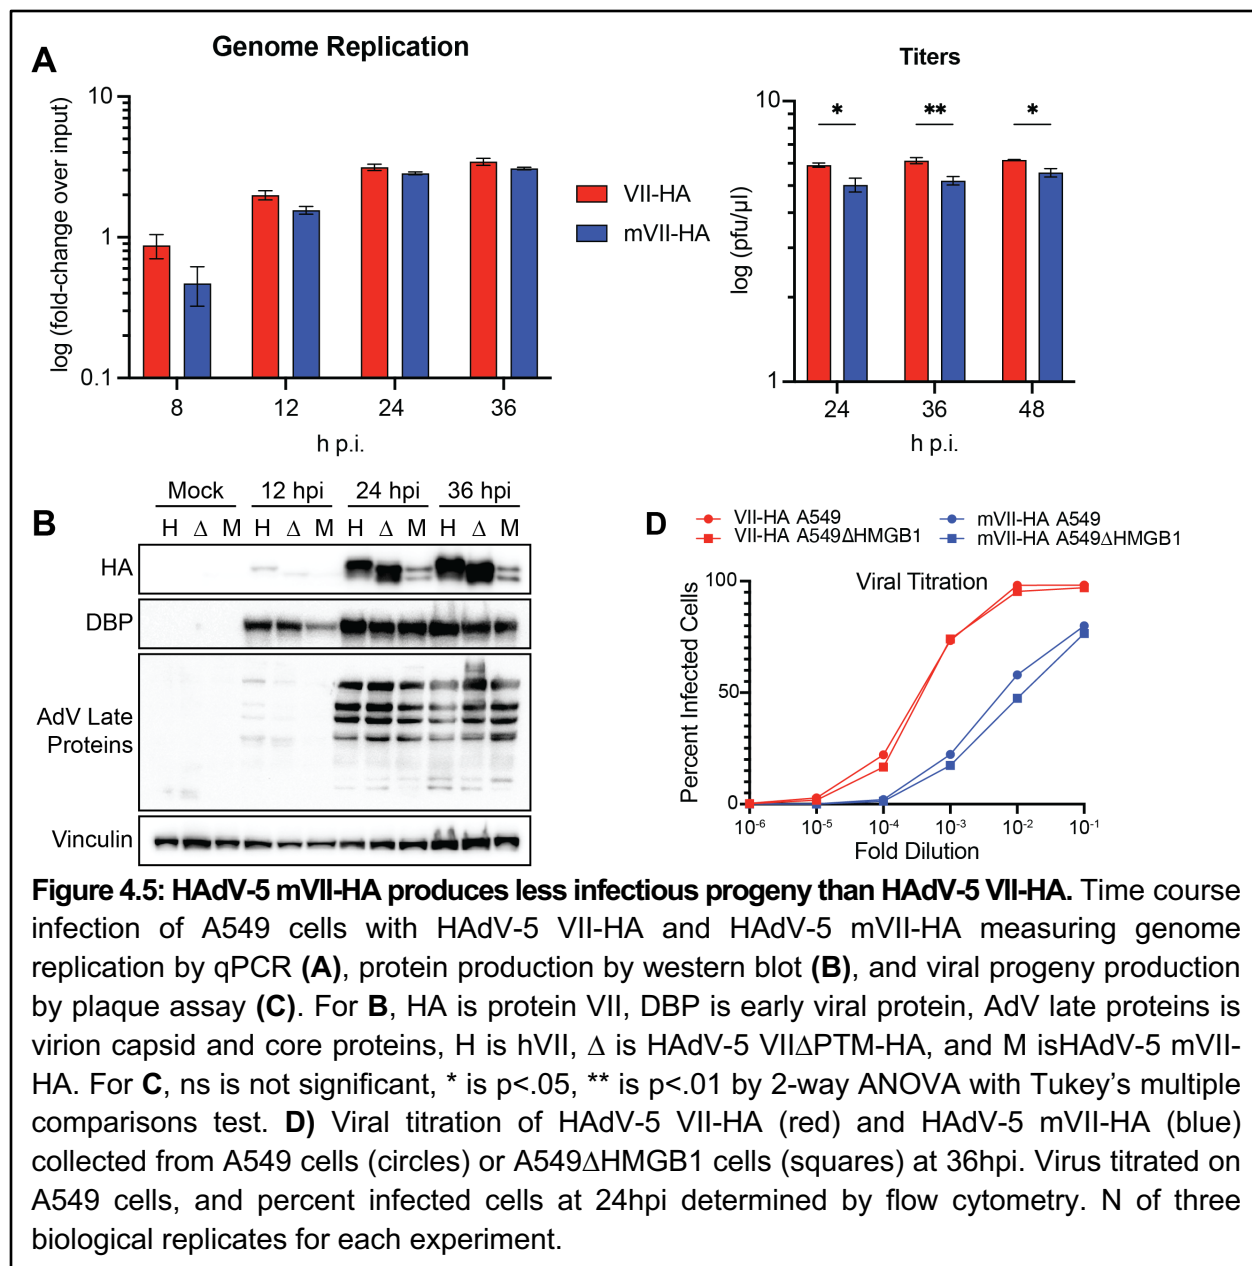 A
Genome Replication
log (fold-change over input)
10
1
0.1
8 12 24 36
h p.i.
VII-HA
mVII-HA
Titers
log (pfu/µl)
10
1
* ** *
24 36 48
h p.i.
B
Mock 12 hpi 24 hpi 36 hpi
H Δ M H Δ M H Δ M H Δ M
HA
DBP
AdV Late
Proteins
Vinculin
D
VII-HA A549
VII-HA A549ΔHMGB1
mVII-HA A549
mVII-HA A549ΔHMGB1
Viral Titration
Percent Infected Cells
100
50
0
10-6 10-5 10-4 10-3 10-2 10-1
Fold Dilution
Figure 4.5: HAdV-5 mVII-HA produces less infectious progeny than HAdV-5 VII-HA. Time course
infection of A549 cells with HAdV-5 VII-HA and HAdV-5 mVII-HA measuring genome
replication by qPCR (A), protein production by western blot (B), and viral progeny production
by plaque assay (C). For B, HA is protein VII, DBP is early viral protein, AdV late proteins is
virion capsid and core proteins, H is hVII, Δ is HAdV-5 VIIΔPTM-HA, and M isHAdV-5 mVII-
HA. For C, ns is not significant, * is p<.05, ** is p<.01 by 2-way ANOVA with Tukey’s multiple
comparisons test. D) Viral titration of HAdV-5 VII-HA (red) and HAdV-5 mVII-HA (blue)
collected from A549 cells (circles) or A549ΔHMGB1 cells (squares) at 36hpi. Virus titrated on
A549 cells, and percent infected cells at 24hpi determined by flow cytometry. N of three
biological replicates for each experiment.